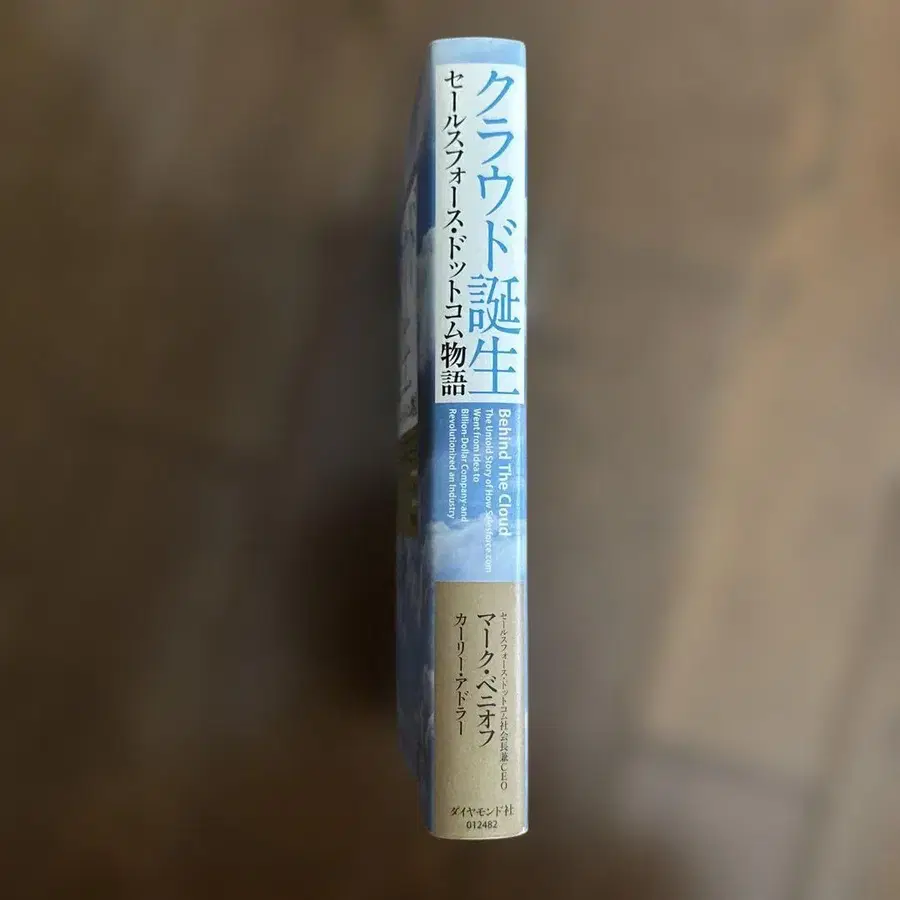 クラウド誕生
セールスフォース・ドットコム物語
Behind The Cloud
The Untold Story of How Salesforce.com
Went from Idea to
Billion-Dollar Company-and
Revolutionized an Industry
セールスフォース・ドットコム社会長兼CEO
マーク・ベニオフ
カーリー・アドラー
ダイヤモンド社
012482